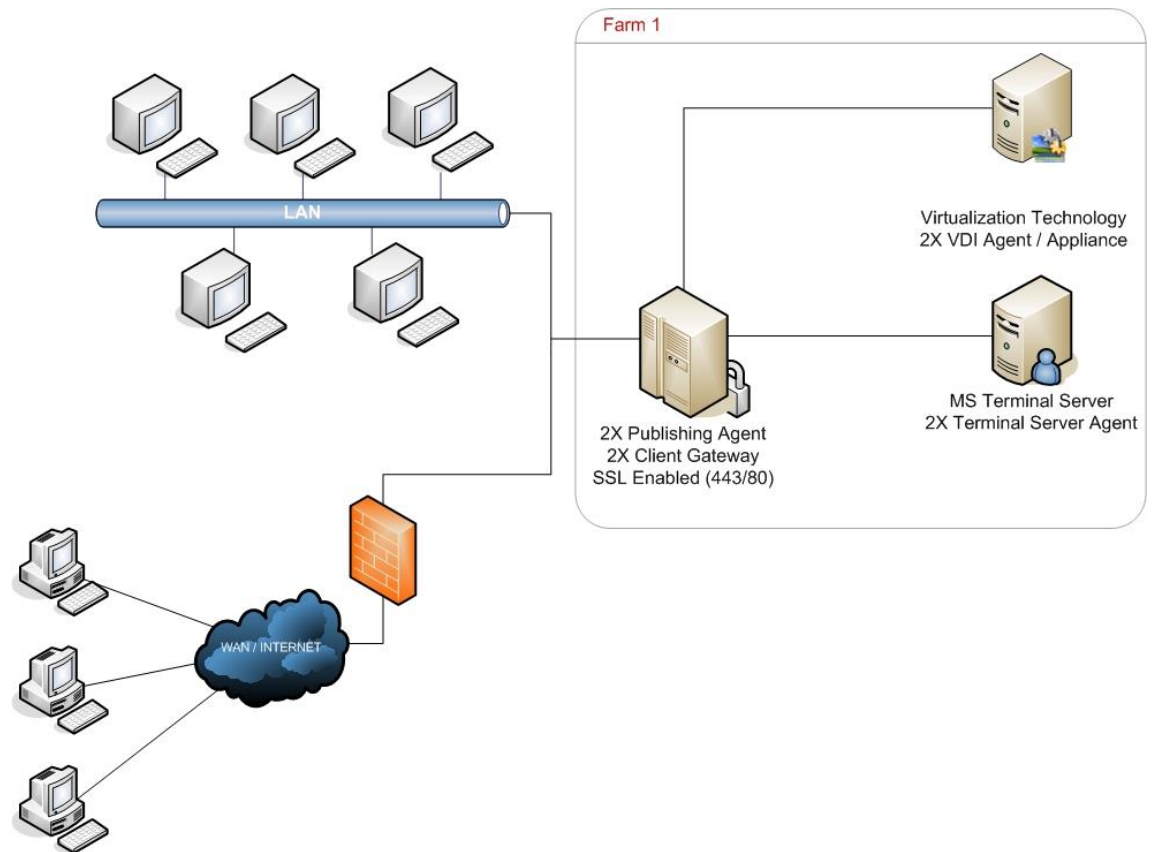 Farm 1
LAN
Virtualization Technology
2X VDI Agent / Appliance
MS Terminal Server
2X Terminal Server Agent
2X Publishing Agent
2X Client Gateway
SSL Enabled (443/80)
WAN / INTERNET